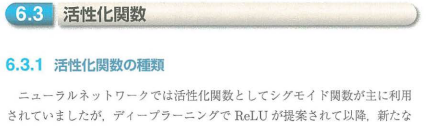 6.3 活性化関数
6.3.1 活性化関数の種類
ニューラルネットワークでは活性化関数としてシグモイド関数が主に利用
されていましたが，ディープラーニングで ReLU が提案されて以降，新たな